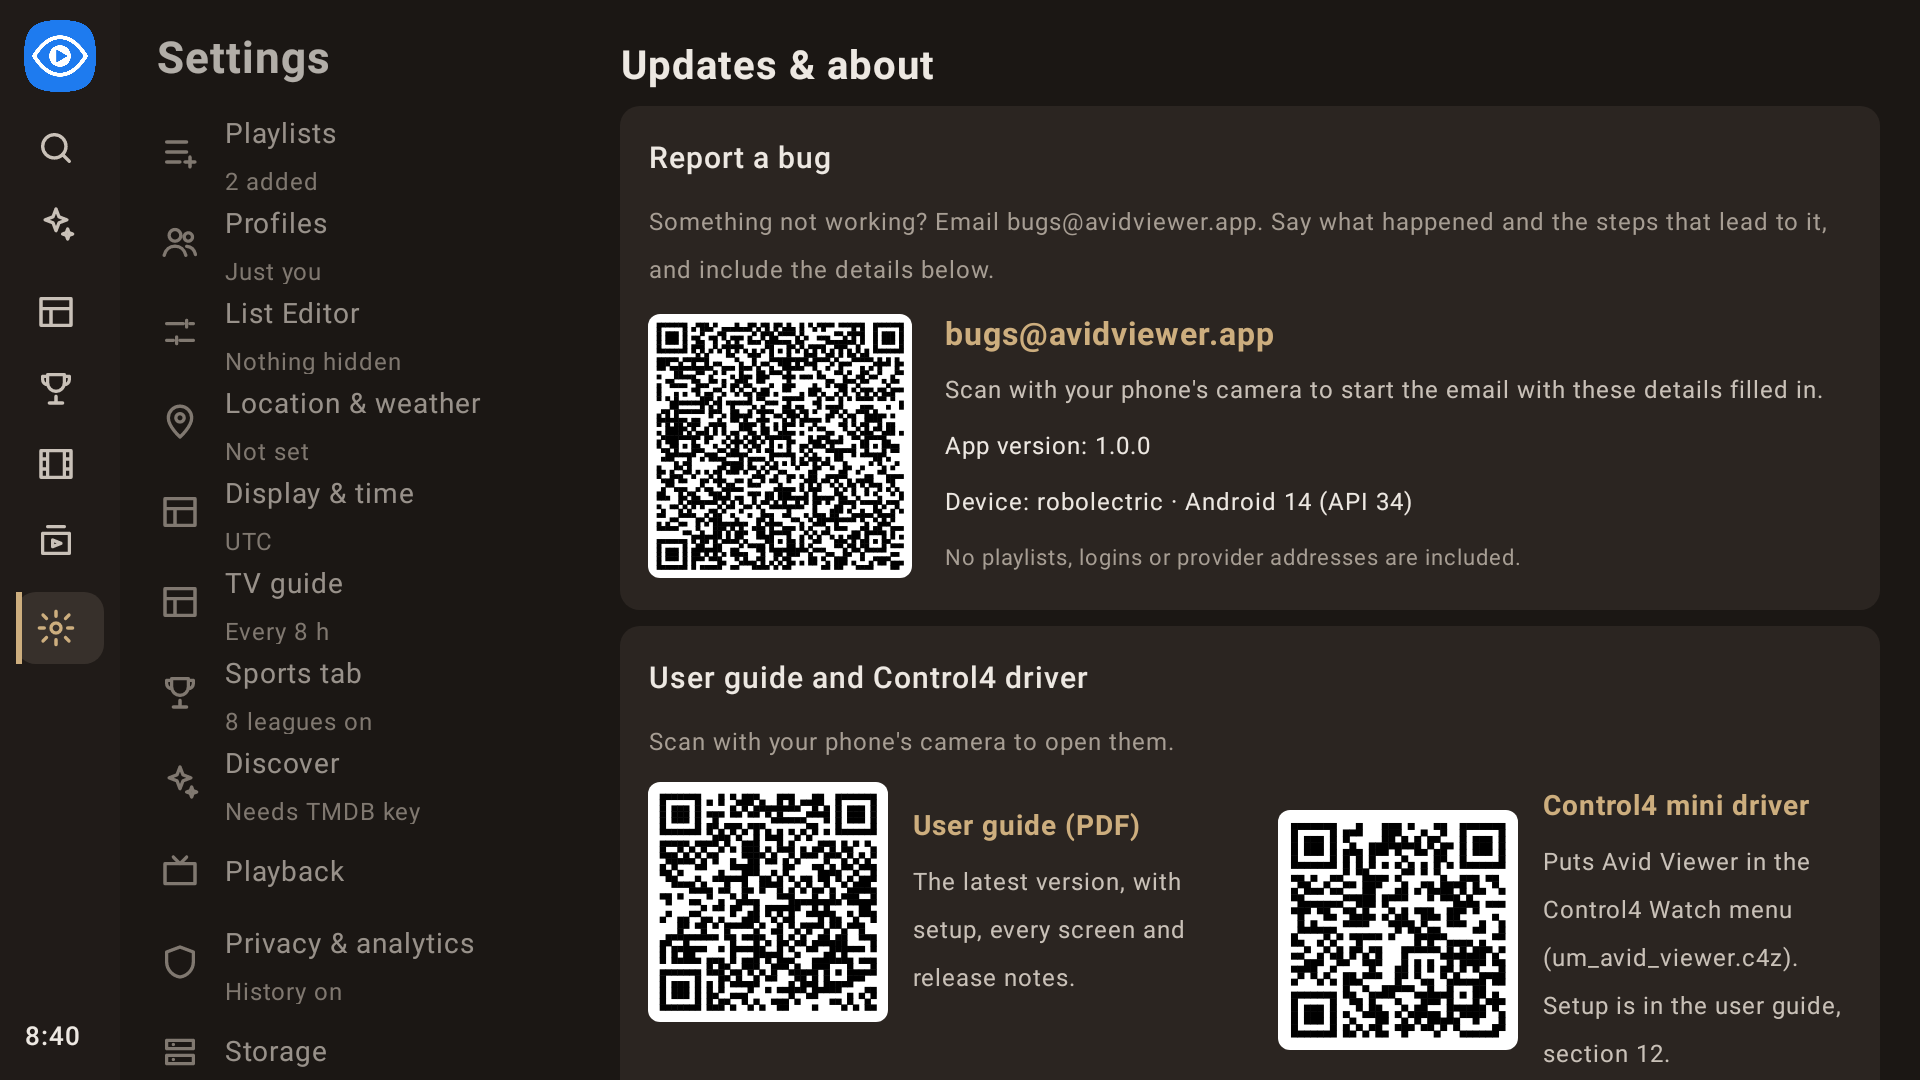 Settings
Playlists
2 added
Profiles
Just you
List Editor
Nothing hidden
Location & weather
Not set
Display & time
UTC
TV guide
Every 8 h
Sports tab
8 leagues on
Discover
Needs TMDB key
Playback
Privacy & analytics
History on
Storage
8:40
Updates & about
Report a bug
Something not working? Email bugs@avidviewer.app. Say what happened and the steps that lead to it,
and include the details below.
bugs@avidviewer.app
Scan with your phone's camera to start the email with these details filled in.
App version: 1.0.0
Device: robolectric · Android 14 (API 34)
No playlists, logins or provider addresses are included.
User guide and Control4 driver
Scan with your phone's camera to open them.
User guide (PDF)
The latest version, with
setup, every screen and
release notes.
Control4 mini driver
Puts Avid Viewer in the
Control4 Watch menu
(um_avid_viewer.c4z).
Setup is in the user guide,
section 12.